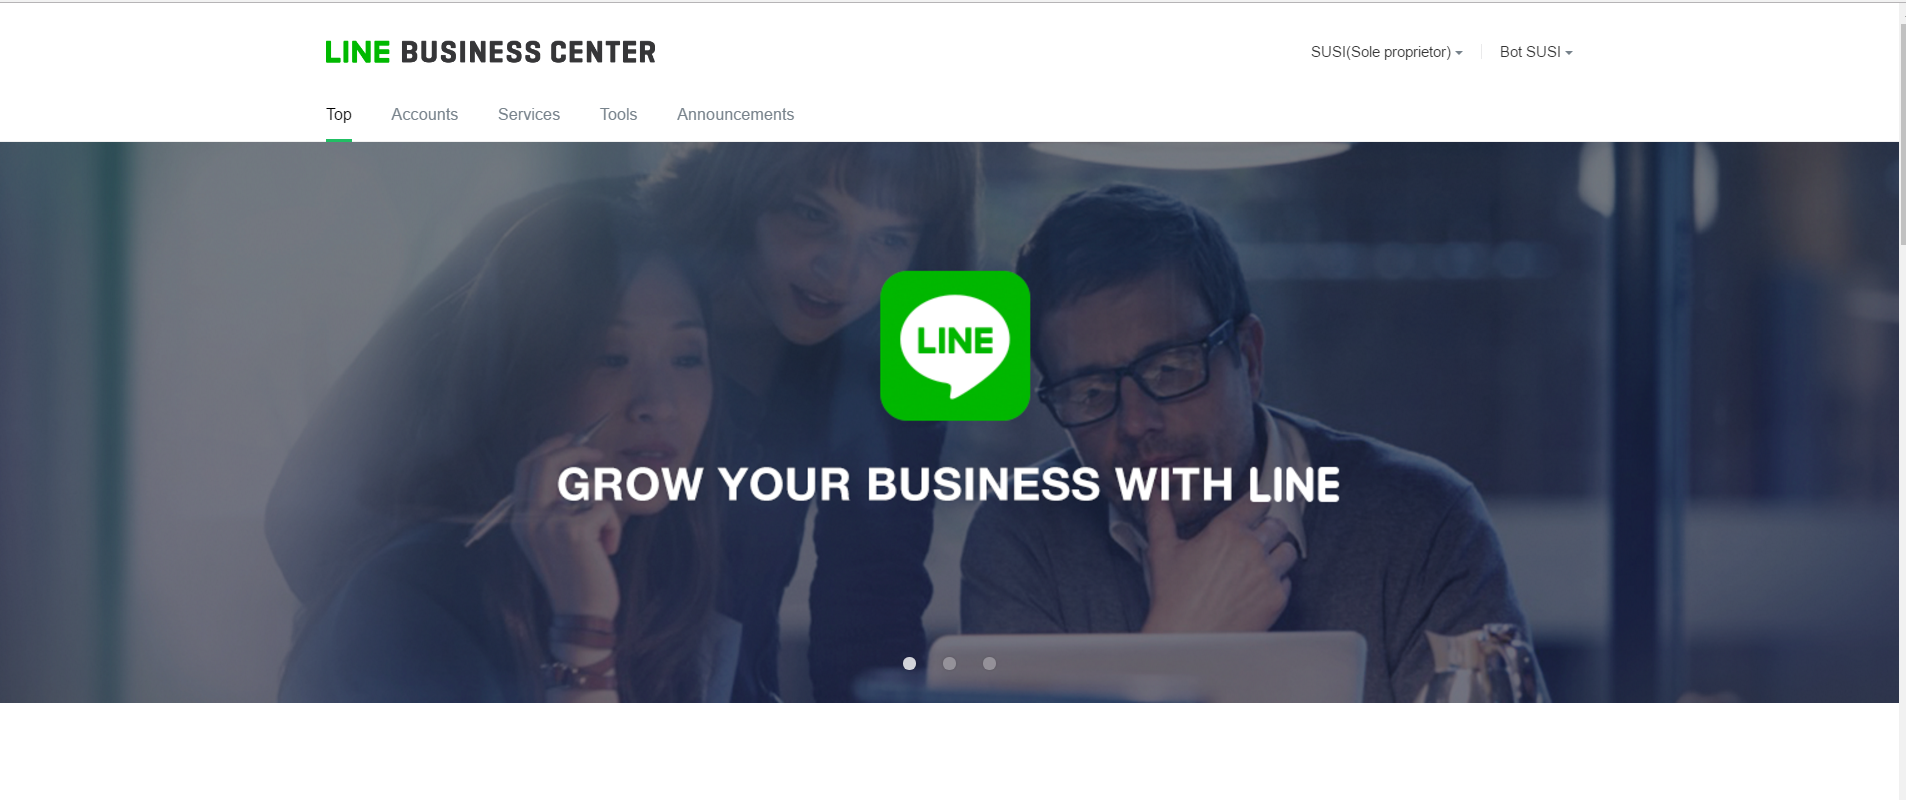 LINE BUSINESS CENTER
SUSI(Sole proprietor)
Bot SUSI
Top
Accounts
Services
Tools
Announcements
LINE
GROW YOUR BUSINESS WITH LINE